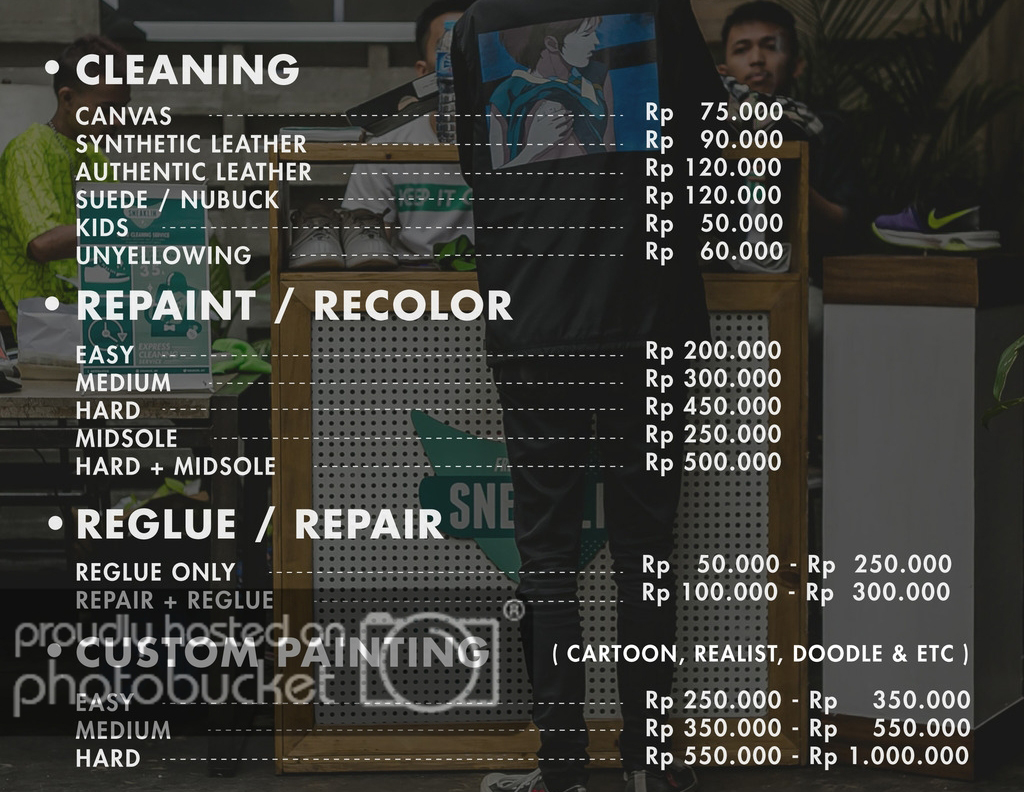 • CLEANING
CANVAS Rp 75.000
SYNTHETIC LEATHER Rp 90.000
AUTHENTIC LEATHER Rp 120.000
SUEDE / NUBUCK Rp 120.000
KIDS Rp 50.000
UNYELLOWING Rp 60.000
• REPAINT / RECOLOR
EASY Rp 200.000
MEDIUM Rp 300.000
HARD Rp 450.000
MIDSOLE Rp 250.000
HARD + MIDSOLE Rp 500.000
• REGLUE / REPAIR
REGLUE ONLY Rp 50.000 - Rp 250.000
REPAIR + REGLUE Rp 100.000 - Rp 300.000
• CUSTOM PAINTING ( CARTOON, REALIST, DOODLE & ETC )
EASY Rp 250.000 - Rp 350.000
MEDIUM Rp 350.000 - Rp 550.000
HARD Rp 550.000 - Rp 1.000.000
proudly hosted on
photobucket ®